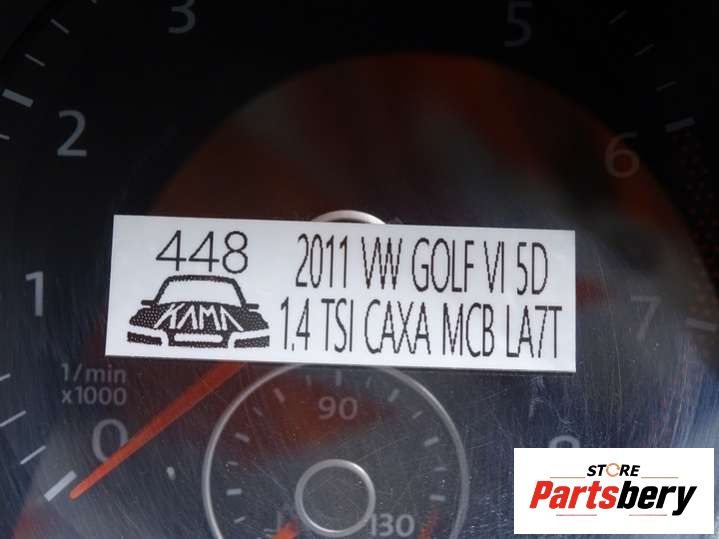 3
5
2
6
448
2011 VW GOLF VI 5D
KAMA
1.4 TSI CAXA MCB LA7T
1
7
1/min
x1000
90
0
8
130
STORE
Partsbery